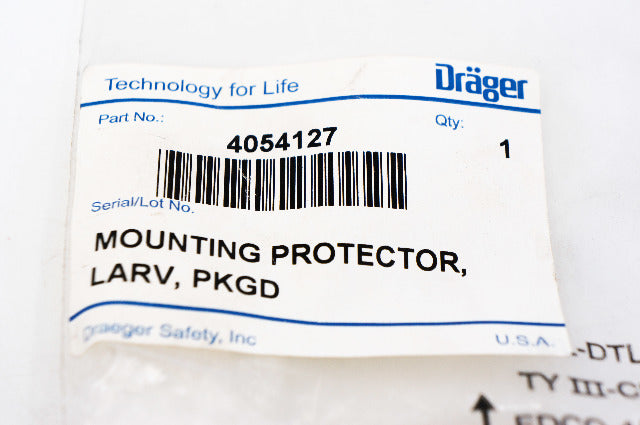 Technology for Life
Dräger
Part No.:
4054127
Qty:
1
Serial/Lot No.
MOUNTING PROTECTOR,
LARV, PKGD
Draeger Safety, Inc
U.S.A.
-DTL
TY III-C